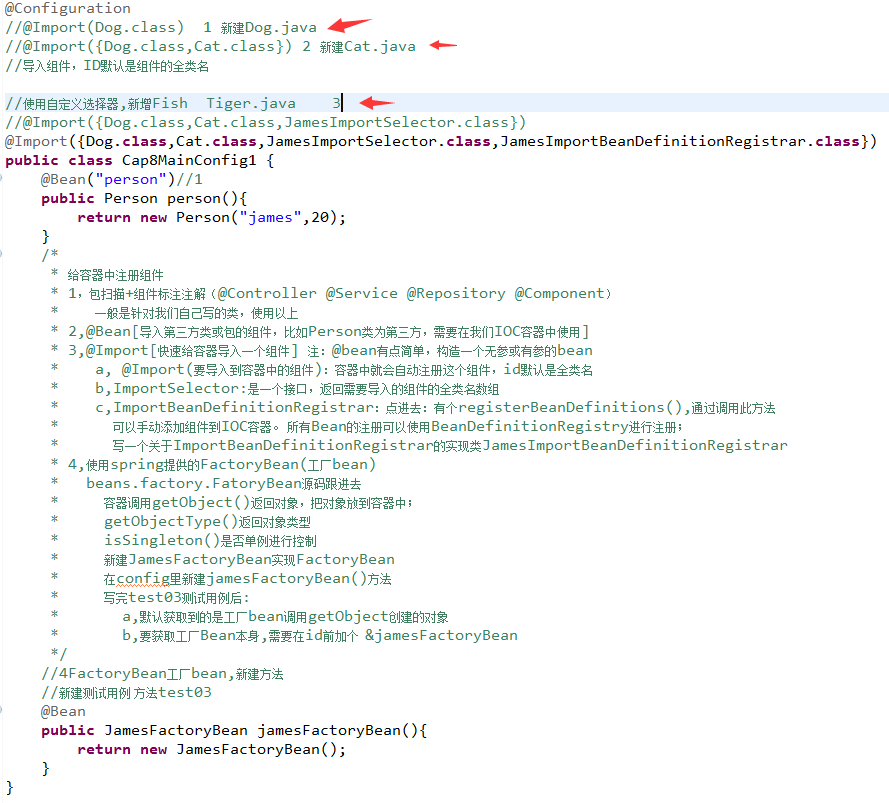 @Configuration
//@Import(Dog.class)  1 新建Dog.java
//@Import({Dog.class,Cat.class}) 2 新建Cat.java
//导入组件，ID默认是组件的全类名
//使用自定义选择器,新增Fish  Tiger.java    3
//@Import({Dog.class,Cat.class,JamesImportSelector.class})
@Import({Dog.class,Cat.class,JamesImportSelector.class,JamesImportBeanDefinitionRegistrar.class})
public class Cap8MainConfig1 {
    @Bean("person")//1
    public Person person(){
        return new Person("james",20);
    }
    /*
     * 给容器中注册组件
     * 1，包扫描+组件标注注解（@Controller @Service @Repository @Component）
     *    一般是针对我们自己写的类，使用以上
     * 2,@Bean[导入第三方类或包的组件，比如Person类为第三方，需要在我们IOC容器中使用]
     * 3,@Import[快速给容器导入一个组件] 注：@bean有点简单，构造一个无参或有参的bean
     *    a, @Import(要导入到容器中的组件)：容器中就会自动注册这个组件，id默认是全类名
     *    b,ImportSelector:是一个接口，返回需要导入的组件的全类名数组
     *    c,ImportBeanDefinitionRegistrar：点进去：有个registerBeanDefinitions(),通过调用此方法
     *      可以手动添加组件到IOC容器。所有Bean的注册可以使用BeanDefinitionRegistry进行注册；
     *      写一个关于ImportBeanDefinitionRegistrar的实现类JamesImportBeanDefinitionRegistrar
     * 4,使用spring提供的FactoryBean(工厂bean)
     *   beans.factory.FatoryBean源码跟进去
     *     容器调用getObject()返回对象，把对象放到容器中；
     *     getObjectType()返回对象类型
     *     isSingleton()是否单例进行控制
     *     新建JamesFactoryBean实现FactoryBean
     *     在config里新建jamesFactoryBean()方法
     *     写完test03测试用例后：
     *       a,默认获取到的是工厂bean调用getObject创建的对象
     *       b,要获取工厂Bean本身,需要在id前加个 &jamesFactoryBean
     */
    //4FactoryBean工厂bean,新建方法
    //新建测试用例 方法test03
    @Bean
    public JamesFactoryBean jamesFactoryBean(){
        return new JamesFactoryBean();
    }
}